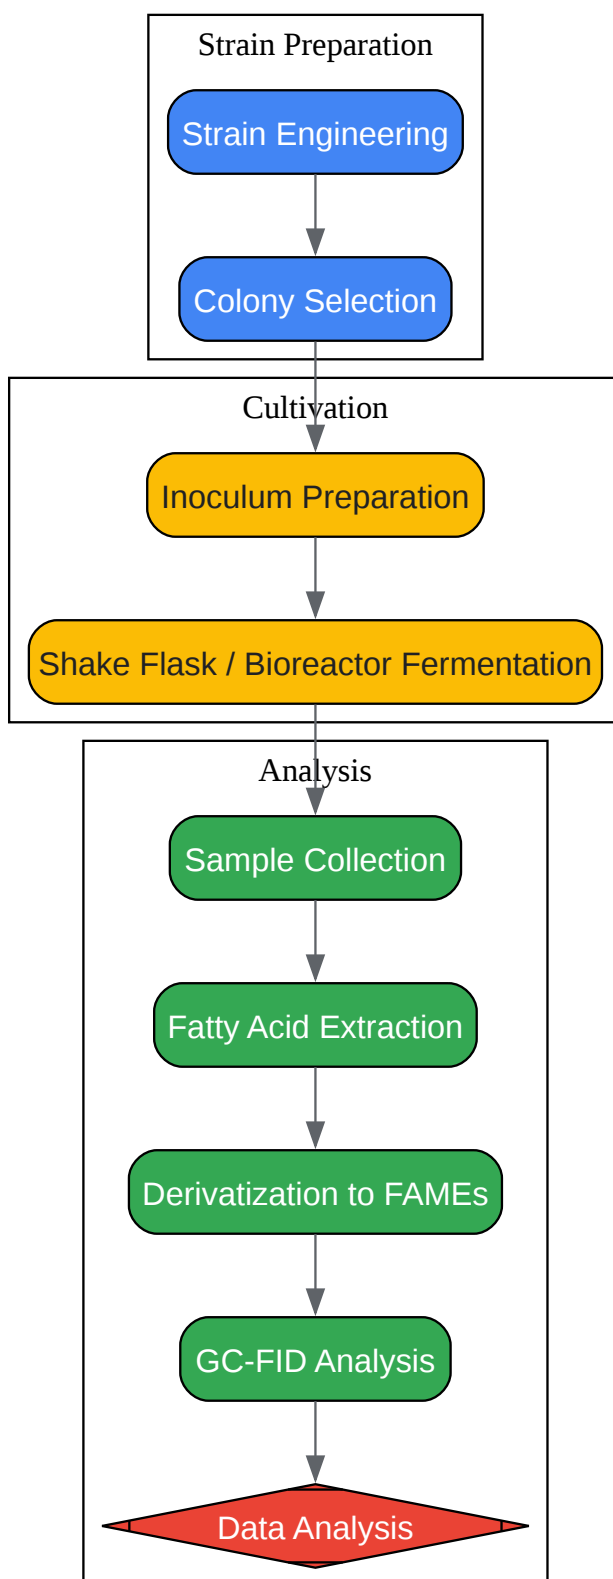 Strain Preparation
Strain Engineering
Colony Selection
Cultivation
Inoculum Preparation
Shake Flask / Bioreactor Fermentation
Analysis
Sample Collection
Fatty Acid Extraction
Derivatization to FAMEs
GC-FID Analysis
Data Analysis